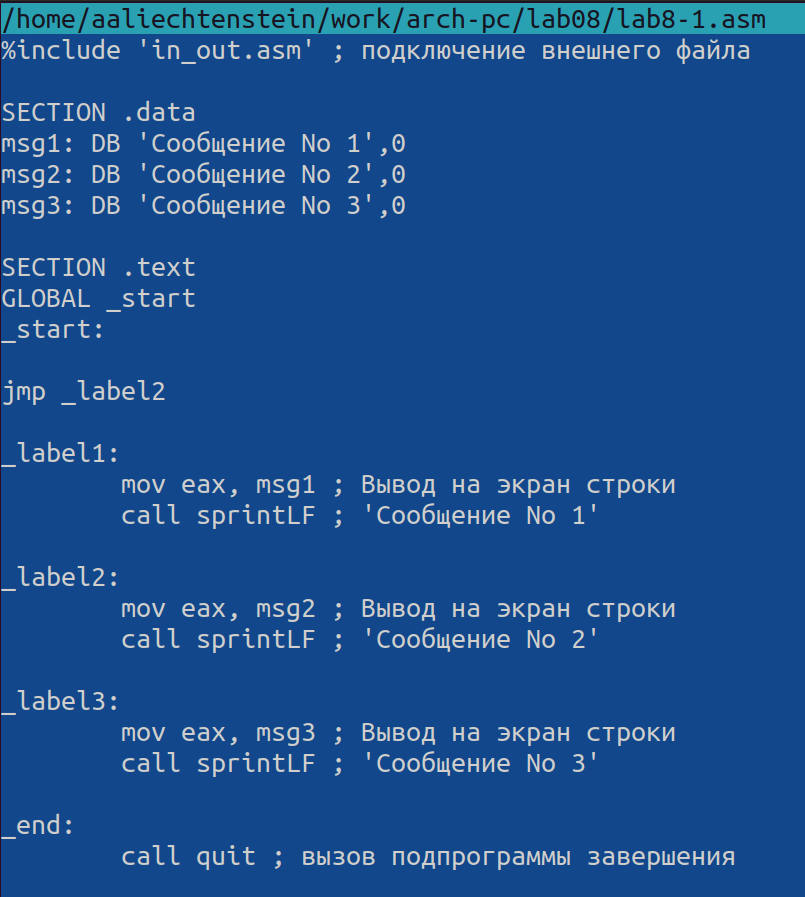 /home/aaliechtenstein/work/arch-pc/lab08/lab8-1.asm
%include 'in_out.asm' ; подключение внешнего файла
SECTION .data
msg1: DB 'Сообщение No 1',0
msg2: DB 'Сообщение No 2',0
msg3: DB 'Сообщение No 3',0
SECTION .text
GLOBAL _start
_start:
jmp _label2
_label1:
mov eax, msg1 ; Вывод на экран строки
call sprintLF ; 'Сообщение No 1'
_label2:
mov eax, msg2 ; Вывод на экран строки
call sprintLF ; 'Сообщение No 2'
_label3:
mov eax, msg3 ; Вывод на экран строки
call sprintLF ; 'Сообщение No 3'
_end:
call quit ; вызов подпрограммы завершения